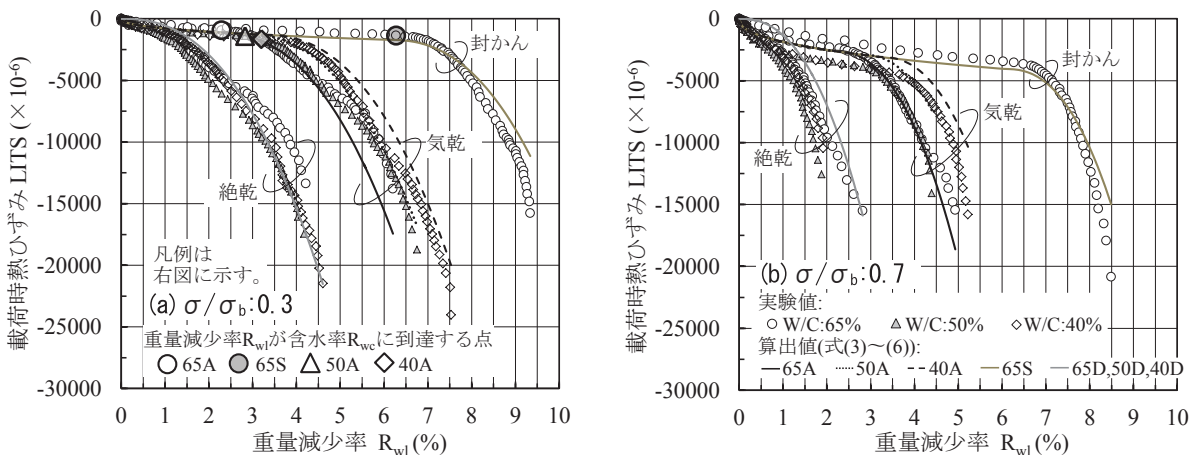 0
-5000
-10000
-15000
-20000
-25000
-30000
載荷時熱ひずみ LITS (× 10⁻⁶)
封かん
気乾
絶乾
凡例は
右図に示す。
(a) σ/σb:0.3
重量減少率Rwlが含水率Rwcに到達する点
65A 65S 50A 40A
0 1 2 3 4 5 6 7 8 9 10
重量減少率 Rwl (%)
0
-5000
-10000
-15000
-20000
-25000
-30000
載荷時熱ひずみ LITS (× 10⁻⁶)
封かん
気乾
絶乾
(b) σ/σb:0.7
実験値:
W/C:65% W/C:50% W/C:40%
算出値(式(3)~(6)):
65A 50A 40A 65S 65D,50D,40D
0 1 2 3 4 5 6 7 8 9 10
重量減少率 Rwl (%)